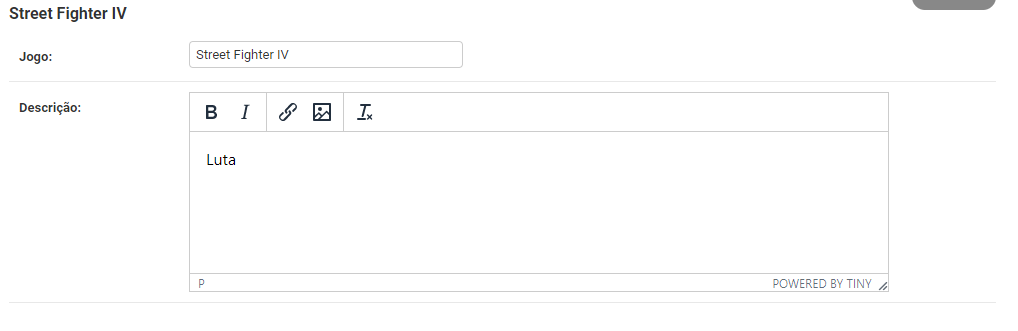 Street Fighter IV
Jogo:
Street Fighter IV
Descrição:
B I
Luta
P
POWERED BY TINY